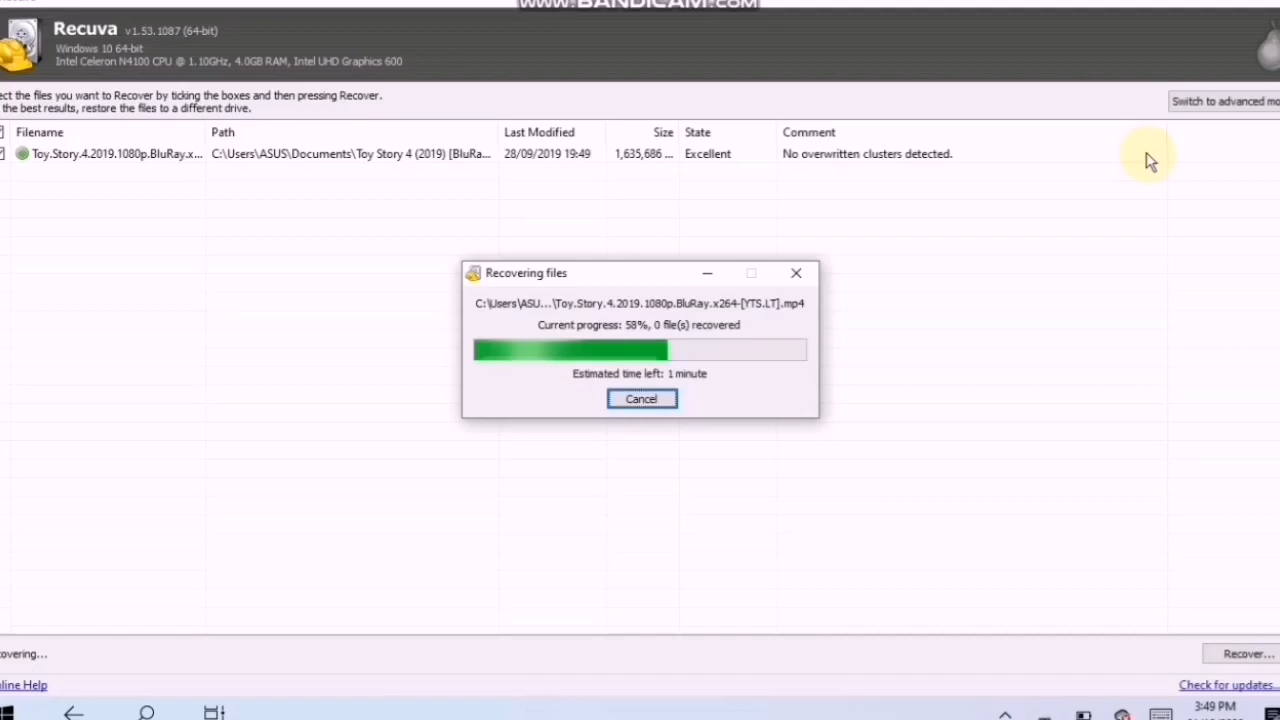 www.BANDICAM.com
Recuva v1.53.1087 (64-bit)
Windows 10 64-bit
Intel Celeron N4100 CPU @ 1.10GHz, 4.0GB RAM, Intel UHD Graphics 600
ect the files you want to Recover by ticking the boxes and then pressing Recover.
the best results, restore the files to a different drive.
Switch to advanced mo
Filename Path Last Modified Size State Comment
Toy.Story.4.2019.1080p.BluRay.x... C:\Users\ASUS\Documents\Toy Story 4 (2019) [BluRa... 28/09/2019 19:49 1,635,686 ... Excellent No overwritten clusters detected.
Recovering files
C:\Users\ASU...\Toy.Story.4.2019.1080p.BluRay.x264-[YTS.LT].mp4
Current progress: 58%, 0 file(s) recovered
Estimated time left: 1 minute
Cancel
overing...
Recover...
line Help
Check for updates...
3:49 PM